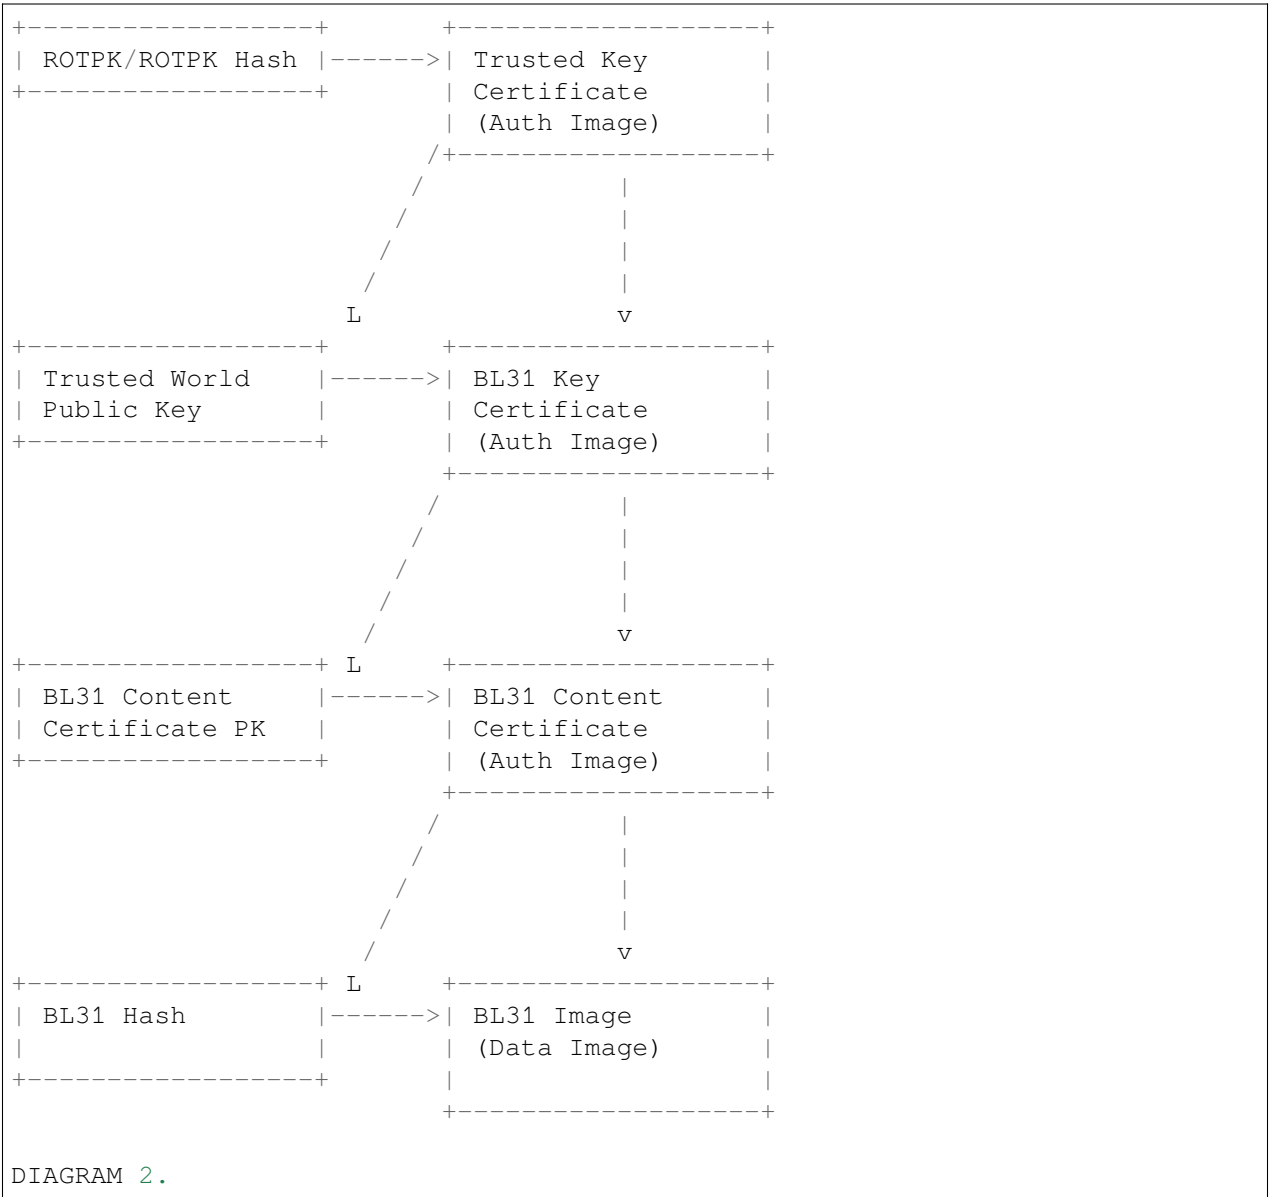 +------------------+       +-------------------+
| ROTPK/ROTPK Hash |------>| Trusted Key       |
+------------------+       | Certificate       |
                           | (Auth Image)      |
                          /+-------------------+
                         /            |
                        /             |
                       /              |
                      /               |
                     L                v
+------------------+       +-------------------+
| Trusted World    |------>| BL31 Key          |
| Public Key       |       | Certificate       |
+------------------+       | (Auth Image)      |
                           +-------------------+
                          /           |
                         /            |
                        /             |
                       /              |
                      /               v
+------------------+ L     +-------------------+
| BL31 Content     |------>| BL31 Content      |
| Certificate PK   |       | Certificate       |
+------------------+       | (Auth Image)      |
                           +-------------------+
                          /           |
                         /            |
                        /             |
                       /              |
                      /               v
+------------------+ L     +-------------------+
| BL31 Hash        |------>| BL31 Image        |
|                  |       | (Data Image)      |
+------------------+       |                   |
                           +-------------------+

DIAGRAM 2.